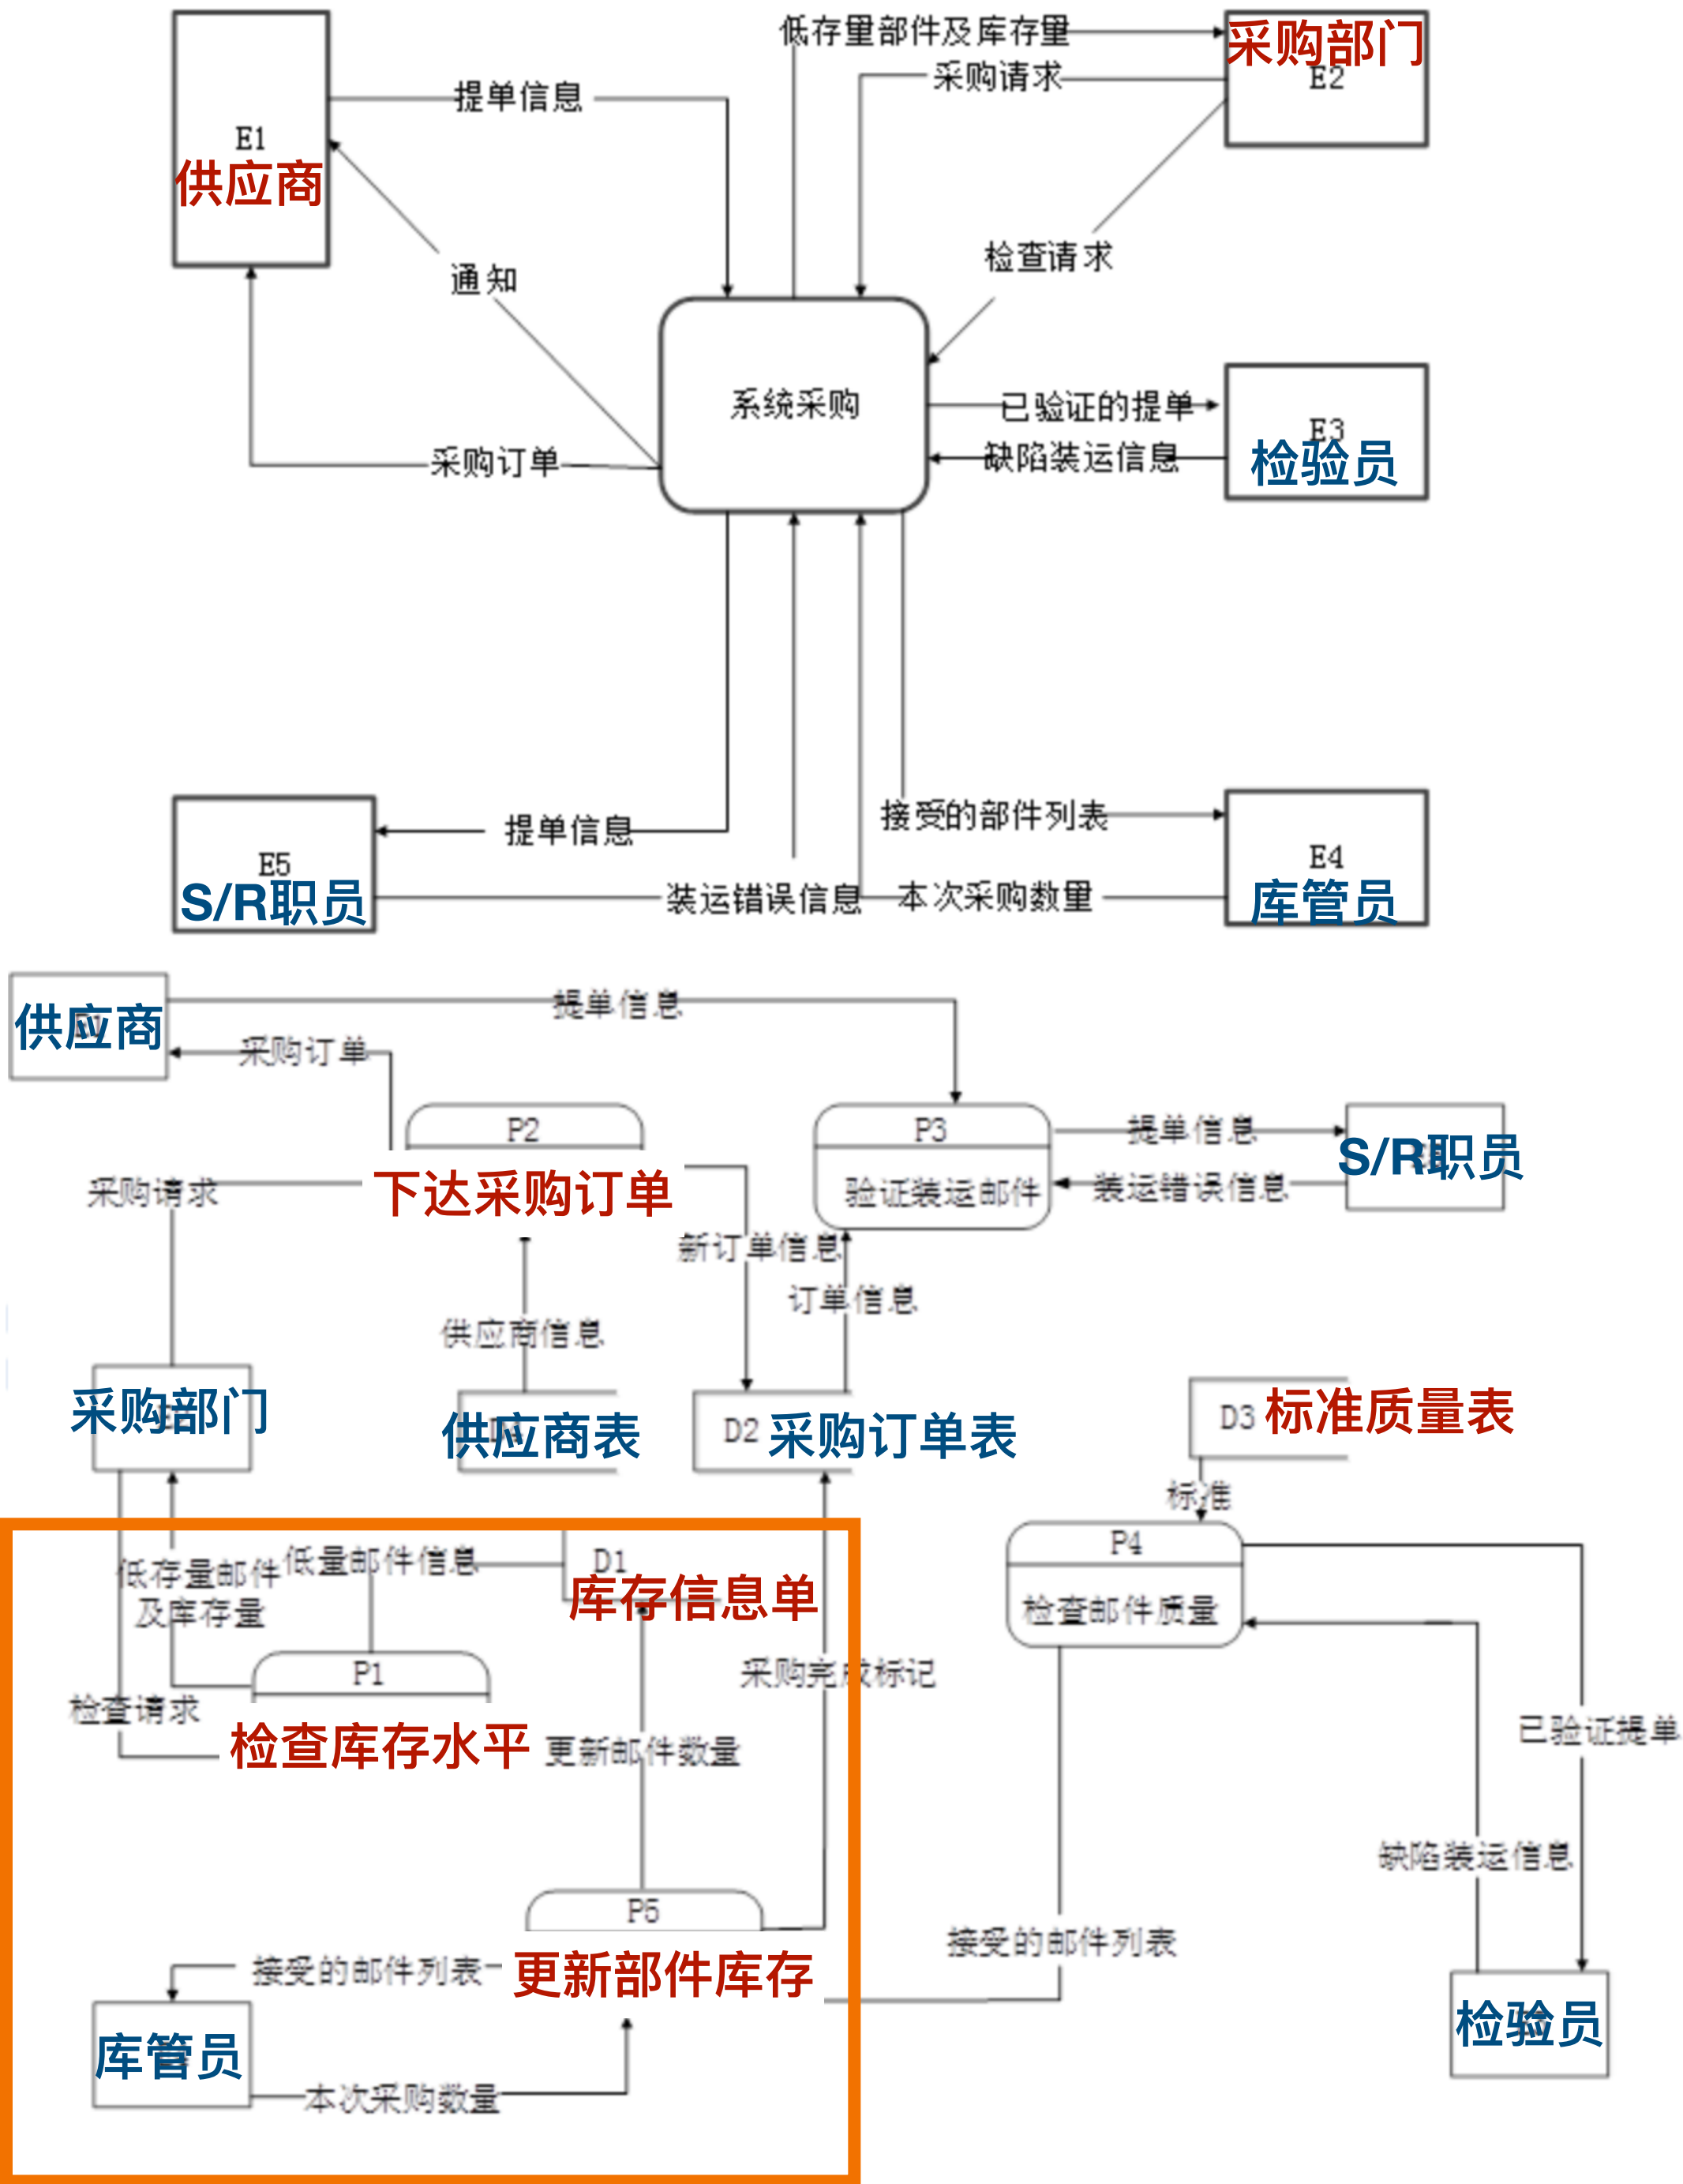 低存量部件及库存量
采购部门
E2
采购请求
提单信息
E1
供应商
检查请求
通知
系统采购
已验证的提单
E3
检验员
采购订单
缺陷装运信息
接受的部件列表
提单信息
E5
S/R职员
E4
库管员
装运错误信息
本次采购数量
供应商
提单信息
采购订单
P2
下达采购订单
P3
验证装运邮件
提单信息
S/R职员
装运错误信息
采购请求
新订单信息
订单信息
供应商信息
采购部门
供应商表
D2
采购订单表
D3
标准质量表
标准
低存量邮件
及库存量
低量邮件信息
D1
库存信息单
P4
检查邮件质量
P1
检查库存水平
检查请求
采购完成标记
更新邮件数量
已验证提单
缺陷装运信息
P5
更新部件库存
接受的邮件列表
接受的邮件列表
库管员
检验员
本次采购数量